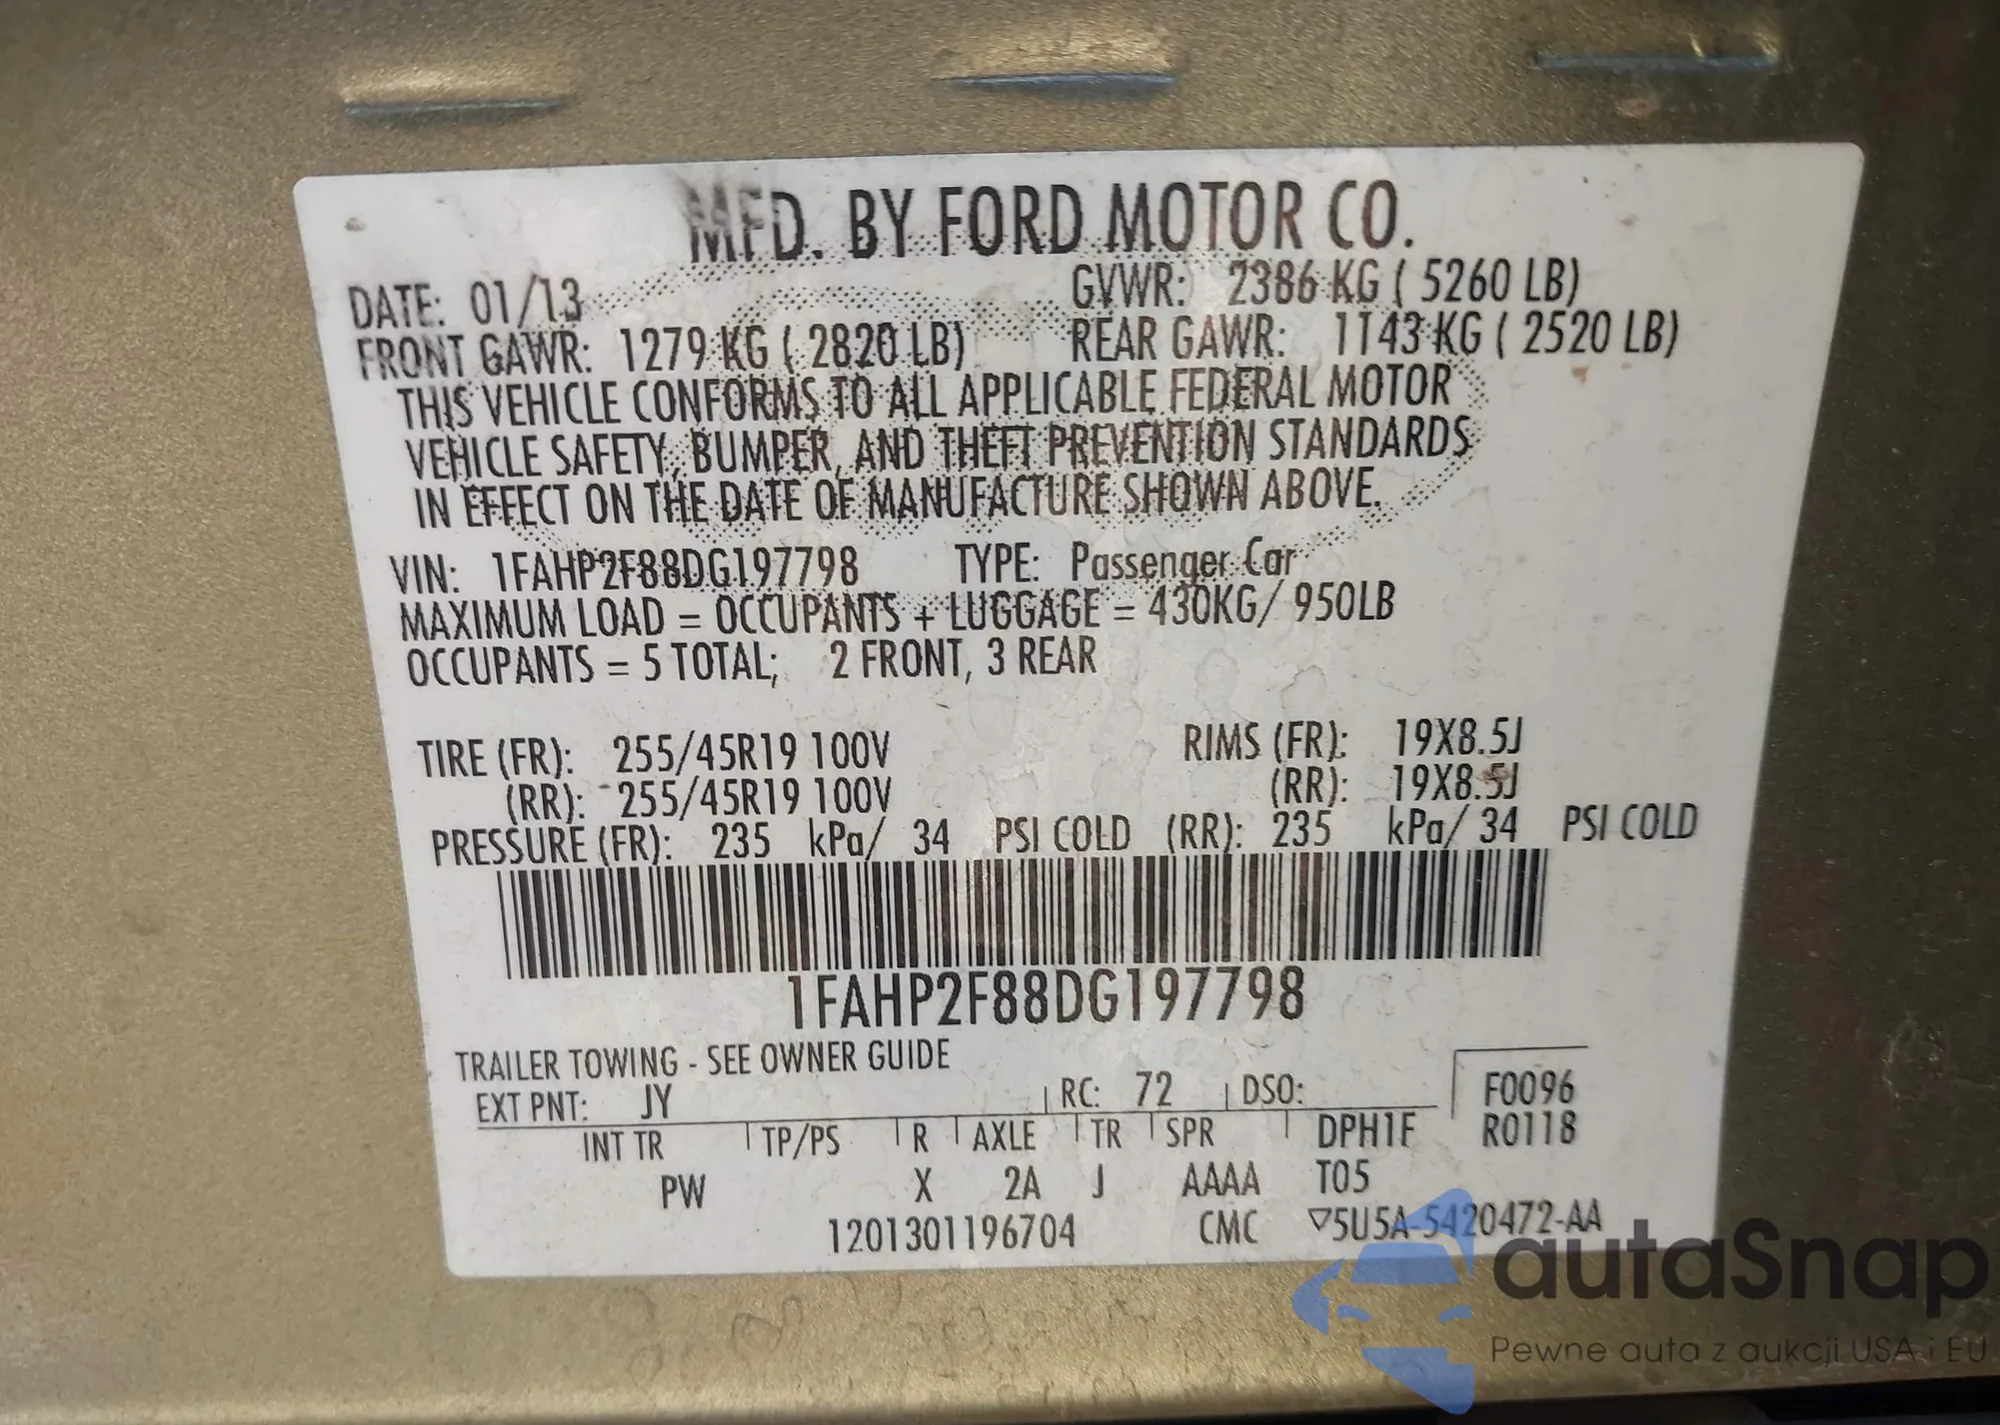 MFD. BY FORD MOTOR CO.
DATE: 01/13 GVWR: 2386 KG ( 5260 LB)
FRONT GAWR: 1279 KG ( 2820 LB) REAR GAWR: 1143 KG ( 2520 LB)
THIS VEHICLE CONFORMS TO ALL APPLICABLE FEDERAL MOTOR
VEHICLE SAFETY, BUMPER, AND THEFT PREVENTION STANDARDS
IN EFFECT ON THE DATE OF MANUFACTURE SHOWN ABOVE.
VIN: 1FAHP2F88DG197798 TYPE: Passenger Car
MAXIMUM LOAD = OCCUPANTS + LUGGAGE = 430KG/ 950LB
OCCUPANTS = 5 TOTAL; 2 FRONT, 3 REAR
TIRE (FR): 255/45R19 100V RIMS (FR): 19X8.5J
(RR): 255/45R19 100V (RR): 19X8.5J
PRESSURE (FR): 235 kPa/ 34 PSI COLD (RR): 235 kPa/ 34 PSI COLD
1FAHP2F88DG197798
TRAILER TOWING - SEE OWNER GUIDE
EXT PNT: JY RC: 72 DSO: F0096
INT TR TP/PS R AXLE TR SPR DPH1F R0118
PW X 2A J AAAA T05
1201301196704 CMC ▽5U5A-5420472-AA
autaSnap
Pewne auta z aukcji USA i EU